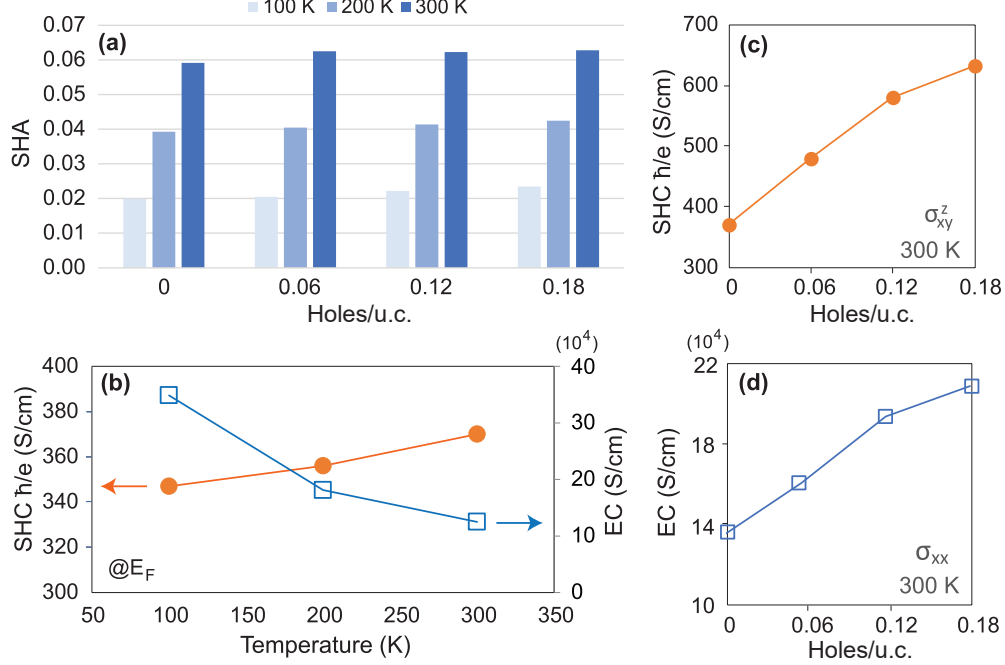 100 K 200 K 300 K
(a)
SHA
0.07
0.06
0.05
0.04
0.03
0.02
0.01
0.00
0 0.06 0.12 0.18
Holes/u.c.
(c)
SHC ħ/e (S/cm)
700
600
500
400
300
σ_xy^z
300 K
0 0.06 0.12 0.18
Holes/u.c.
(b)
SHC ħ/e (S/cm)
400
380
360
340
320
300
(10⁴)
40
30
20
10
0
EC (S/cm)
@E_F
50 100 150 200 250 300 350
Temperature (K)
(10⁴)
(d)
EC (S/cm)
22
18
14
10
σ_xx
300 K
0 0.06 0.12 0.18
Holes/u.c.